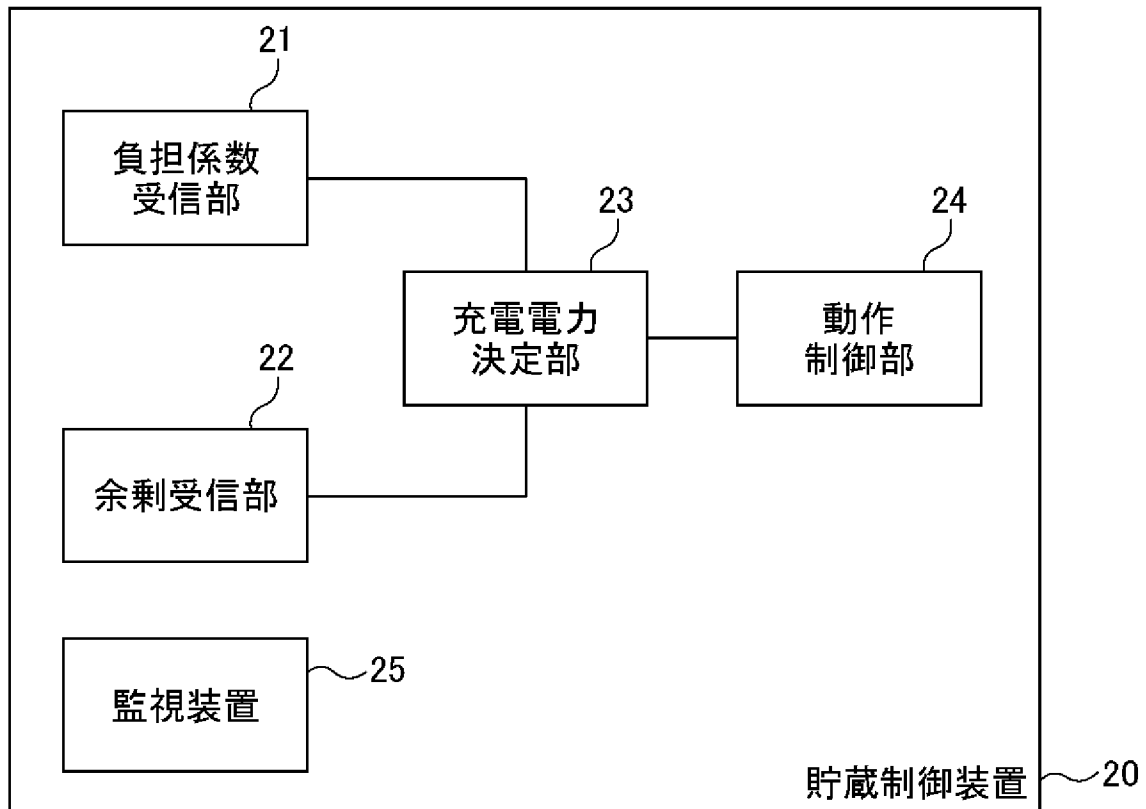 21
負担係数
受信部
23
充電電力
決定部
24
動作
制御部
22
余剰受信部
監視装置
25
貯蔵制御装置
20